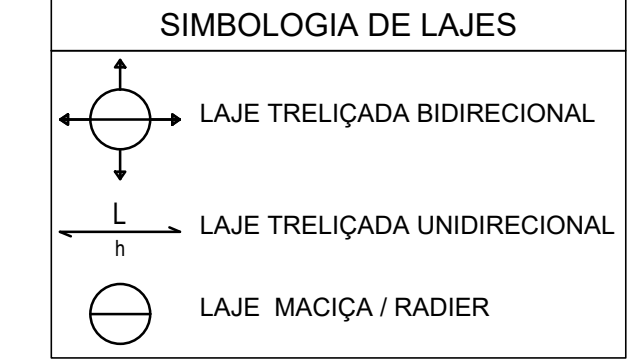 SIMBOLOGIA DE LAJES
LAJE TRELIÇADA BIDIRECIONAL
L
h
LAJE TRELIÇADA UNIDIRECIONAL
LAJE MACIÇA / RADIER